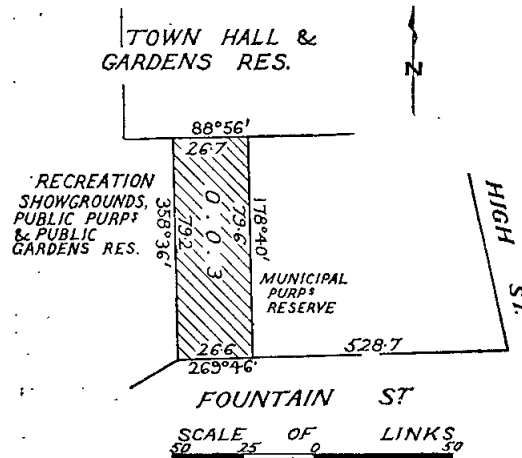 TOWN HALL &
GARDENS RES.
N
88°56'
26.7
RECREATION
SHOWGROUNDS,
PUBLIC PURPS
& PUBLIC
GARDENS RES.
358°36'
79.2
0.0.3
79.6
178°40'
HIGH ST.
MUNICIPAL
PURPS
RESERVE
26.6
269°46'
528.7
FOUNTAIN ST
SCALE OF LINKS
50 25 0 50